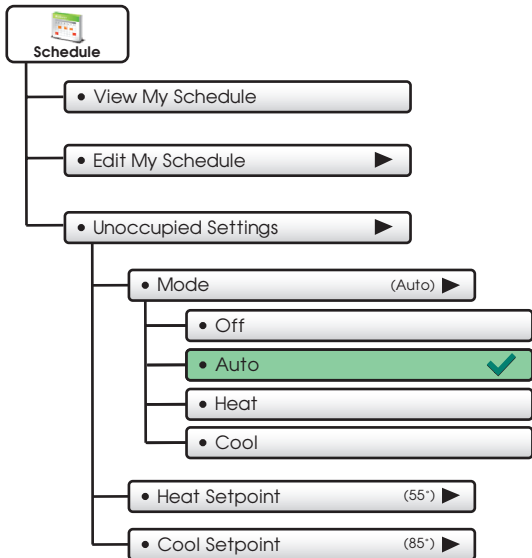 Schedule
• View My Schedule
• Edit My Schedule
• Unoccupied Settings
• Mode (Auto)
• Off
• Auto
• Heat
• Cool
• Heat Setpoint (55°)
• Cool Setpoint (85°)